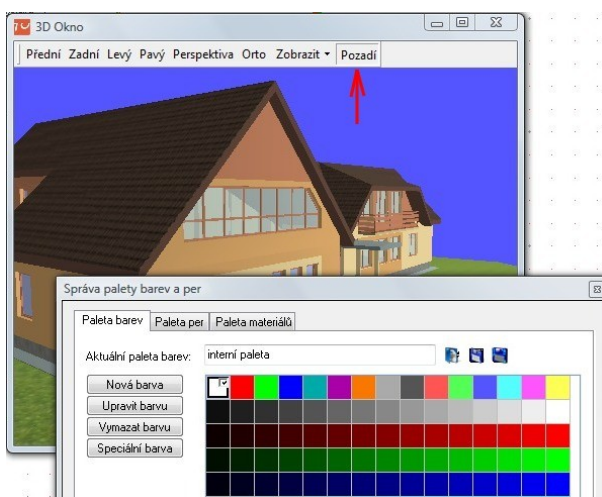 3D Okno
Přední Zadní Levý Pavý Perspektiva Orto Zobrazit Pozadí
Správa palety barev a per
Paleta barev Paleta per Paleta materiálů
Aktuální paleta barev: interní paleta
Nová barva
Upravit barvu
Vymazat barvu
Speciální barva